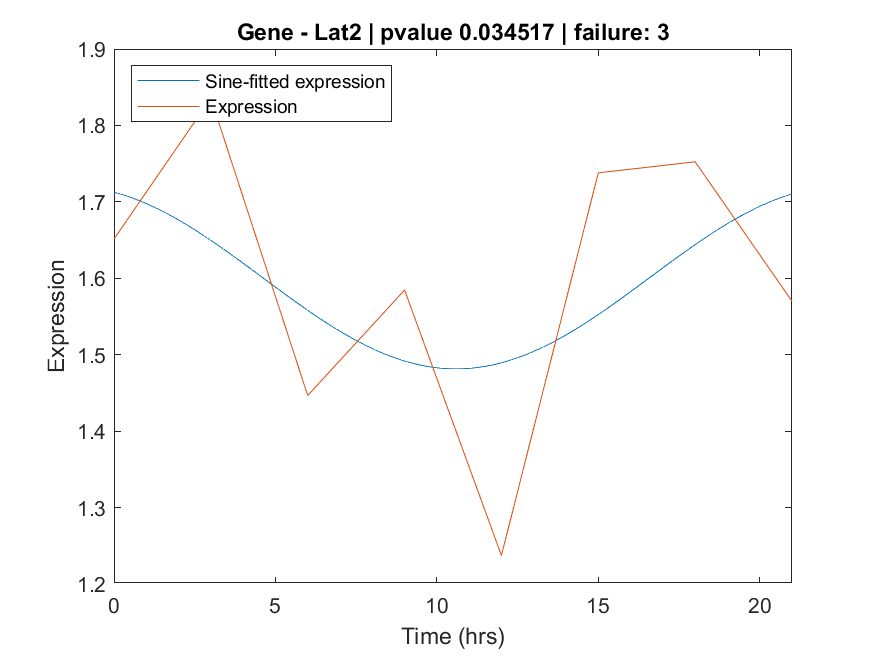 Gene - Lat2 | pvalue 0.034517 | failure: 3
Sine-fitted expression
Expression
1.9
1.8
1.7
1.6
1.5
1.4
1.3
1.2
Expression
0 5 10 15 20
Time (hrs)